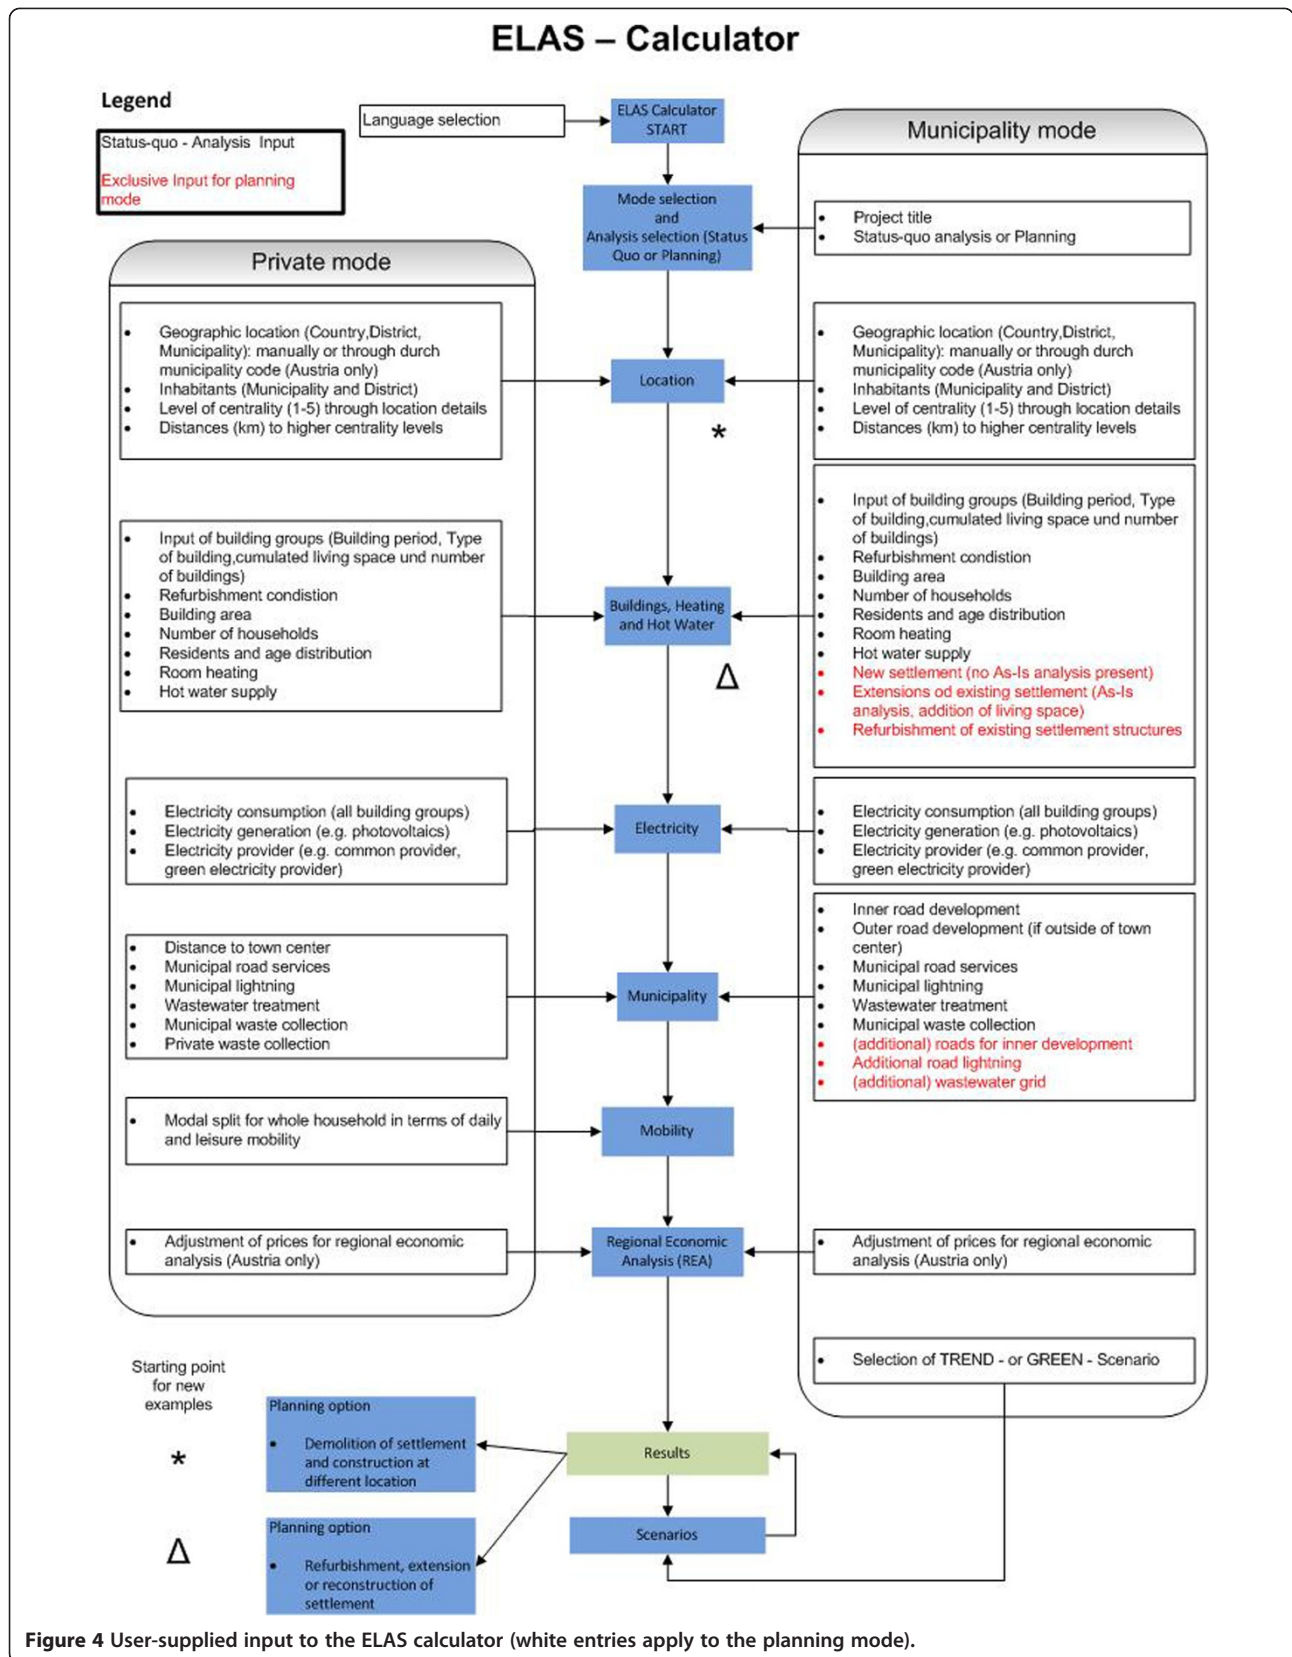 ELAS – Calculator
Legend
Status-quo - Analysis Input
Exclusive Input for planning
mode
Language selection
ELAS Calculator
START
Mode selection
and
Analysis selection (Status
Quo or Planning)
Municipality mode
• Project title
• Status-quo analysis or Planning
Private mode
• Geographic location (Country,District,
Municipality): manually or through durch
municipality code (Austria only)
• Inhabitants (Municipality and District)
• Level of centrality (1-5) through location details
• Distances (km) to higher centrality levels
Location
*
• Geographic location (Country,District,
Municipality): manually or through durch
municipality code (Austria only)
• Inhabitants (Municipality and District)
• Level of centrality (1-5) through location details
• Distances (km) to higher centrality levels
• Input of building groups (Building period, Type
of building,cumulated living space und number
of buildings)
• Refurbishment condistion
• Building area
• Number of households
• Residents and age distribution
• Room heating
• Hot water supply
Buildings, Heating
and Hot Water
Δ
• Input of building groups (Building period, Type
of building,cumulated living space und number
of buildings)
• Refurbishment condistion
• Building area
• Number of households
• Residents and age distribution
• Room heating
• Hot water supply
• New settlement (no As-Is analysis present)
• Extensions od existing settlement (As-Is
analysis, addition of living space)
• Refurbishment of existing settlement structures
• Electricity consumption (all building groups)
• Electricity generation (e.g. photovoltaics)
• Electricity provider (e.g. common provider,
green electricity provider)
Electricity
• Electricity consumption (all building groups)
• Electricity generation (e.g. photovoltaics)
• Electricity provider (e.g. common provider,
green electricity provider)
• Distance to town center
• Municipal road services
• Municipal lightning
• Wastewater treatment
• Municipal waste collection
• Private waste collection
Municipality
• Inner road development
• Outer road development (if outside of town
center)
• Municipal road services
• Municipal lightning
• Wastewater treatment
• Municipal waste collection
• (additional) roads for inner development
• Additional road lightning
• (additional) wastewater grid
• Modal split for whole household in terms of daily
and leisure mobility
Mobility
• Adjustment of prices for regional economic
analysis (Austria only)
Regional Economic
Analysis (REA)
• Adjustment of prices for regional economic
analysis (Austria only)
• Selection of TREND - or GREEN - Scenario
Starting point
for new
examples
*
Δ
Planning option
• Demolition of settlement
and construction at
different location
Planning option
• Refurbishment, extension
or reconstruction of
settlement
Results
Scenarios
Figure 4 User-supplied input to the ELAS calculator (white entries apply to the planning mode).